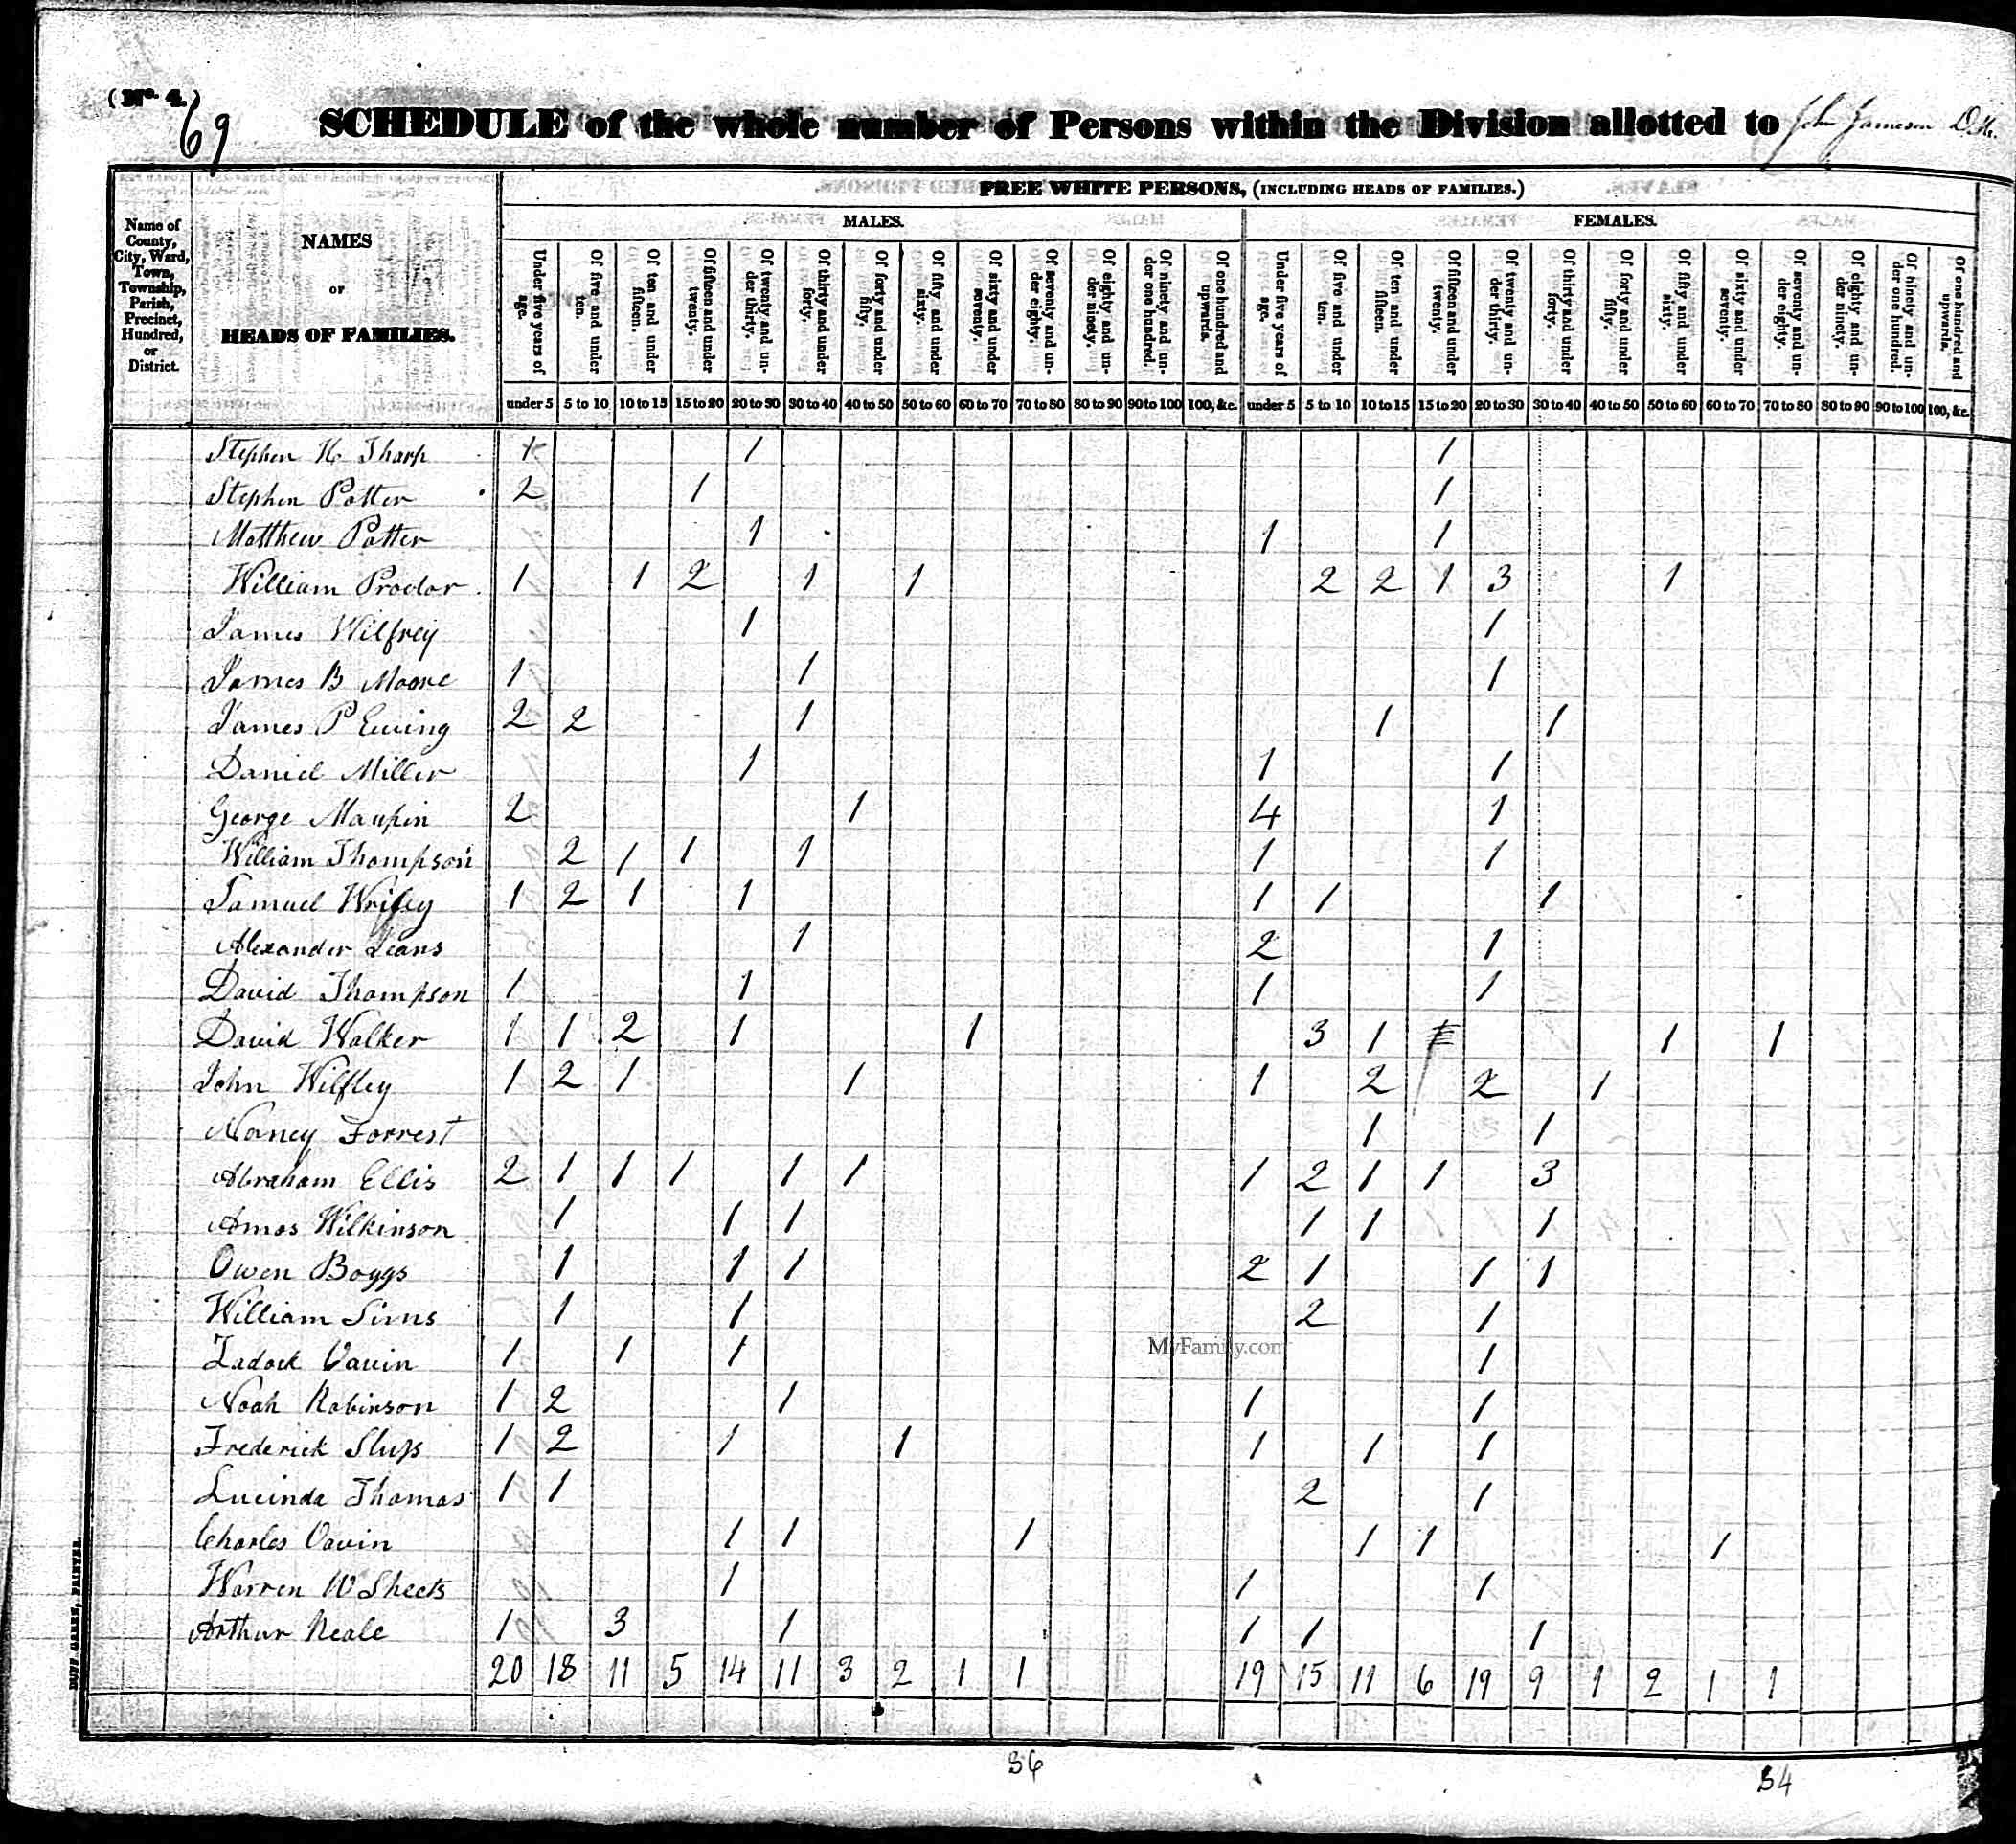 (No. 4.)
69
SCHEDULE of the whole number of Persons within the Division allotted to John Jameson
FREE WHITE PERSONS, (INCLUDING HEADS OF FAMILIES.)
MALES. FEMALES.
Name of County, City, Ward, Town, Township, Parish, Precinct, Hundred, or District.
NAMES
OR
HEADS OF FAMILIES.
Under five years of age. Of five and under ten. Of ten and under fifteen. Of fifteen and under twenty. Of twenty and under thirty. Of thirty and under forty. Of forty and under fifty. Of fifty and under sixty. Of sixty and under seventy. Of seventy and under eighty. Of eighty and under ninety. Of ninety and under one hundred. Of one hundred and upwards. Under five years of age. Of five and under ten. Of ten and under fifteen. Of fifteen and under twenty. Of twenty and under thirty. Of thirty and under forty. Of forty and under fifty. Of fifty and under sixty. Of sixty and under seventy. Of seventy and under eighty. Of eighty and under ninety. Of ninety and under one hundred. Of one hundred and upwards.
under 5 5 to 10 10 to 15 15 to 20 20 to 30 30 to 40 40 to 50 50 to 60 60 to 70 70 to 80 80 to 90 90 to 100 100, &c. under 5 5 to 10 10 to 15 15 to 20 20 to 30 30 to 40 40 to 50 50 to 60 60 to 70 70 to 80 80 to 90 90 to 100 100, &c.
Stephen K Tharp 1 1
Stephen Potter 2 1 1
Matthew Potter 1 1 1
William Proctor 1 1 2 1 1 2 2 1 3 1
James Wilfrey 1 1
James B Moore 1 1 1
James P Ewing 2 2 1 1 1
Daniel Miller 1 1 1
George Maupin 2 1 4 1
William Thompson 2 1 1 1 1 1
Samuel Wrifey 1 2 1 1 1 1 1
Alexander 1 2 1
David Thompson 1 1 1 1
David Walker 1 1 2 1 1 3 1 1 1
John Wilfley 1 2 1 1 1 2 2 1
Nancy Forrest 1 1
Abraham Ellis 2 1 1 1 1 1 1 2 1 1 3
Amos Wilkinson 1 1 1 1 1 1
Owen Boggs 1 1 1 2 1 1 1
William Sims 1 1 2 1
Zadock 1 1 1 1
MyFamily.com
Noah Robinson 1 2 1 1 1
Frederick 1 2 1 1 1 1 1
Lucinda Thomas 1 1 2 1
Charles 1 1 1 1 1 1
Warren W Sheets 1 1 1
Arthur Neale 1 3 1 1 1 1
20 18 11 5 14 11 3 2 1 1 19 15 11 6 19 9 1 2 1 1
DUFF GREEN, PRINTER.
36
34